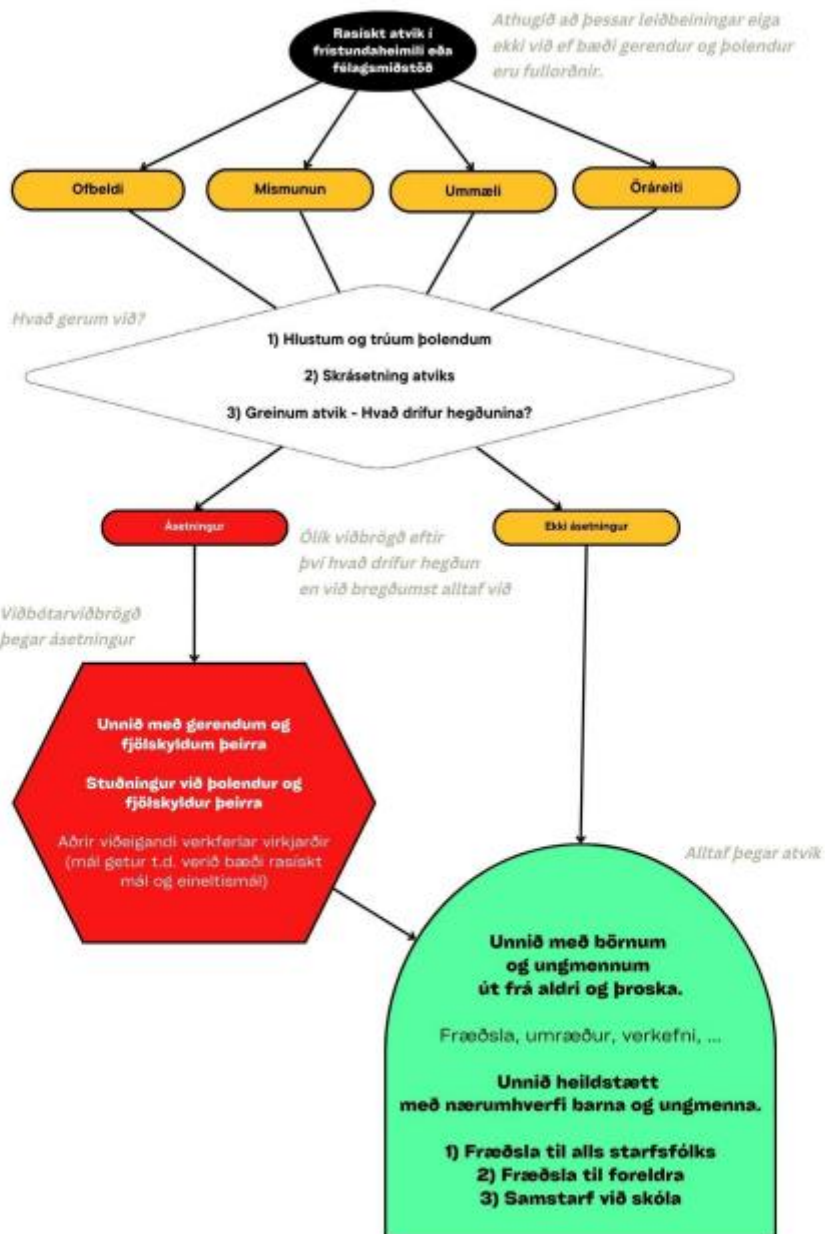 Rasískt atvik í
frístundaheimili eða
félagsmiðstöð
Athugið að þessar leiðbeiningar eiga
ekki við ef bæði gerendur og þolendur
eru fullorðnir.
Ofbeldi
Mismunun
Ummæli
Öráreiti
Hvað gerum við?
1) Hlustum og trúum þolendum
2) Skrásetning atviks
3) Greinum atvik - Hvað drífur hegðunina?
Ásetningur
Ekki ásetningur
Ólík viðbrögð eftir
því hvað drífur hegðun
en við bregðumst alltaf við
Viðbótarviðbrögð
þegar ásetningur
Unnið með gerendum og
fjölskyldum þeirra
Stuðningur við þolendur og
fjölskyldur þeirra
Aðrir viðeigandi verkferlar virkjarðir
(mál getur t.d. verið bæði rasískt
mál og eineltismál)
Alltaf þegar atvik
Unnið með börnum
og ungmennum
út frá aldri og þroska.
Fræðsla, umræður, verkefni, ...
Unnið heildstætt
með nærumhverfi barna og ungmenna.
1) Fræðsla til alls starfsfólks
2) Fræðsla til foreldra
3) Samstarf við skóla